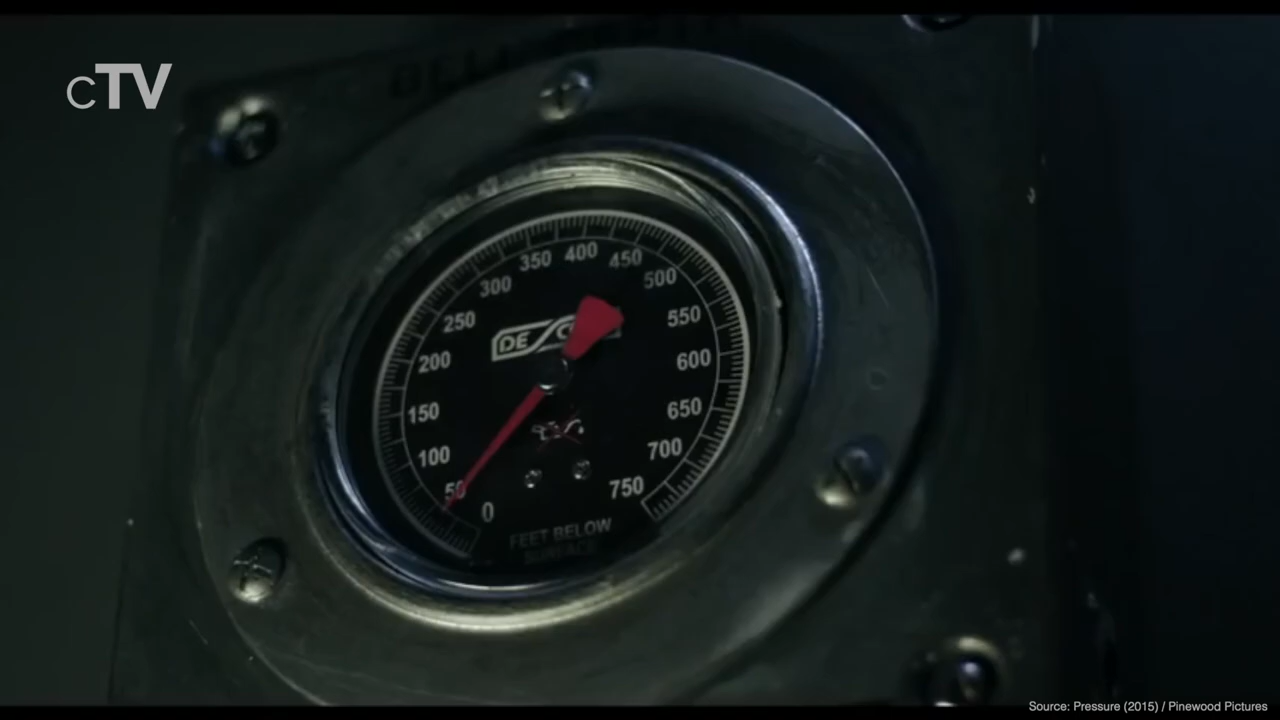 cTV
350 400 450
300 500
250 550
200 600
150 650
100 700
50 750
0
FEET BELOW
SURFACE
Source: Pressure (2015) / Pinewood Pictures